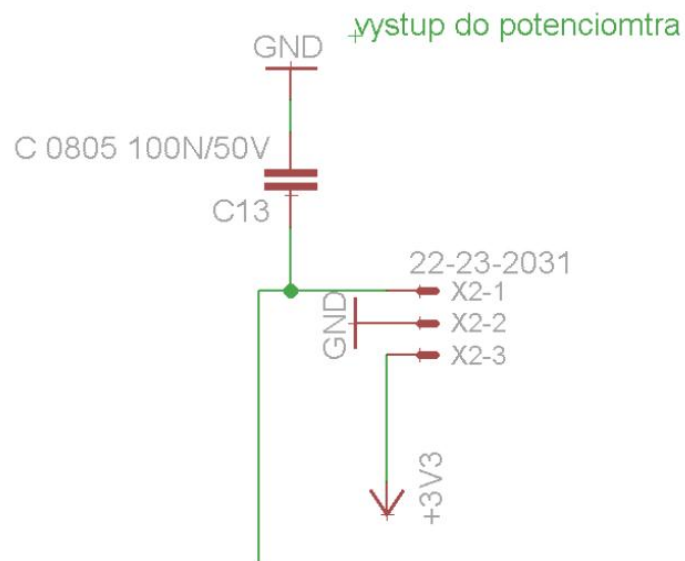 vystup do potenciomtra
GND
C 0805 100N/50V
C13
22-23-2031
X2-1
GND
X2-2
X2-3
+3V3